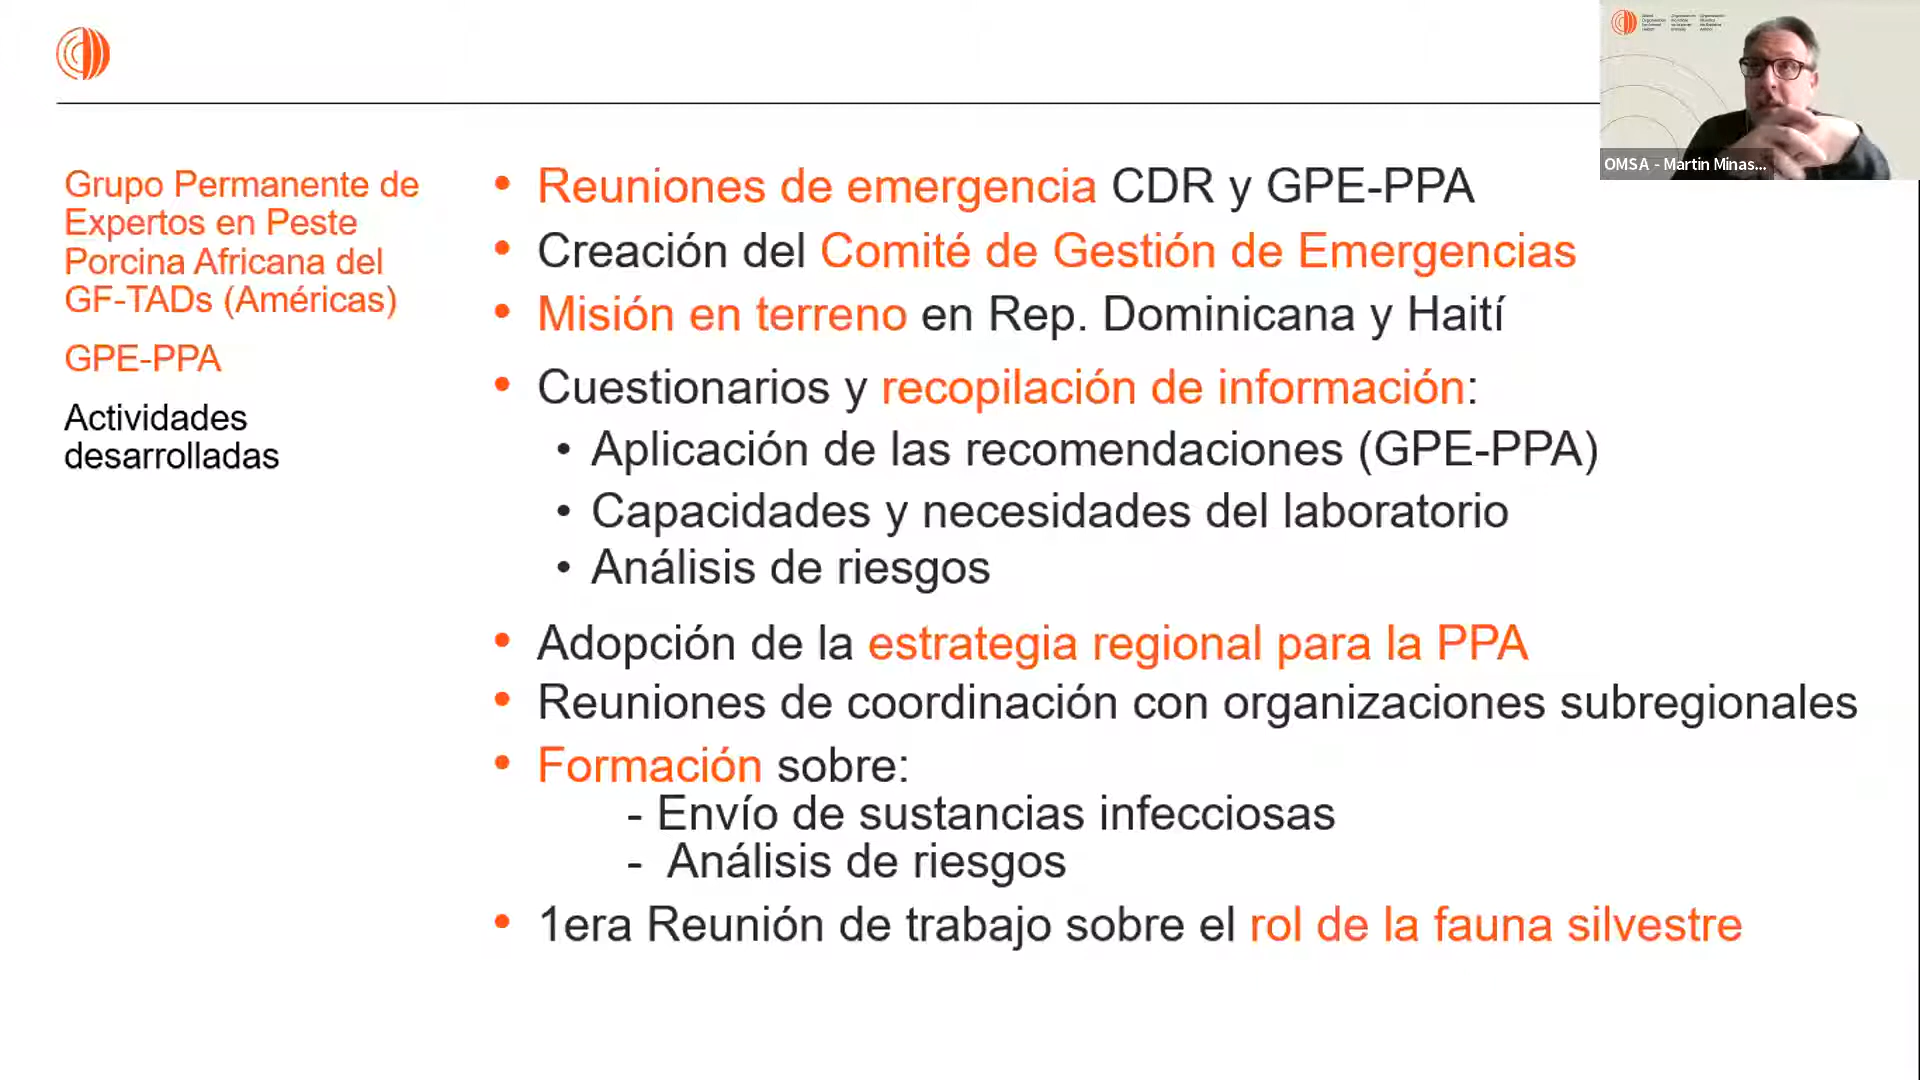 Grupo Permanente de
Expertos en Peste
Porcina Africana del
GF-TADs (Américas)
GPE-PPA
Actividades
desarrolladas
• Reuniones de emergencia CDR y GPE-PPA
• Creación del Comité de Gestión de Emergencias
• Misión en terreno en Rep. Dominicana y Haití
• Cuestionarios y recopilación de información:
• Aplicación de las recomendaciones (GPE-PPA)
• Capacidades y necesidades del laboratorio
• Análisis de riesgos
• Adopción de la estrategia regional para la PPA
• Reuniones de coordinación con organizaciones subregionales
• Formación sobre:
- Envío de sustancias infecciosas
- Análisis de riesgos
• 1era Reunión de trabajo sobre el rol de la fauna silvestre
OMSA - Martin Minas...